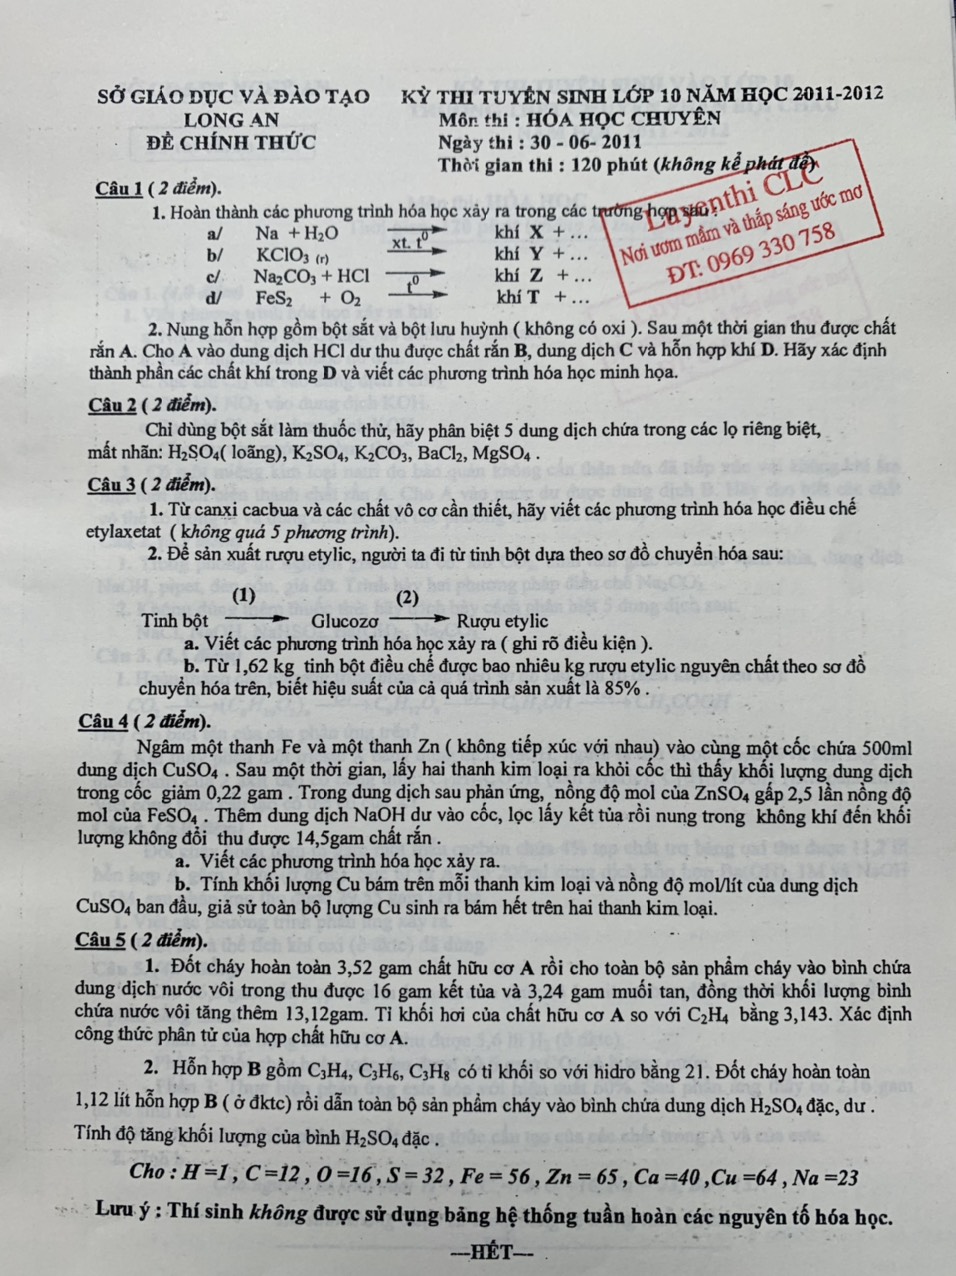 SỞ GIÁO DỤC VÀ ĐÀO TẠO KỲ THI TUYỂN SINH LỚP 10 NĂM HỌC 2011-2012
LONG AN Môn thi : HÓA HỌC CHUYÊN
ĐỀ CHÍNH THỨC Ngày thi : 30 - 06- 2011
Thời gian thi : 120 phút (không kể phát đề)
Câu 1 ( 2 điểm).
1. Hoàn thành các phương trình hóa học xảy ra trong các trường hợp sau :
a/ Na + H₂O khí X + ...
b/ KClO₃ (r) xt. t⁰ khí Y + ...
c/ Na₂CO₃ + HCl khí Z + ...
d/ FeS₂ + O₂ t⁰ khí T + ...
Luyenthi CLC
Nơi ươm mầm và thắp sáng ước mơ
ĐT: 0969 330 758
2. Nung hỗn hợp gồm bột sắt và bột lưu huỳnh ( không có oxi ). Sau một thời gian thu được chất
rắn A. Cho A vào dung dịch HCl dư thu được chất rắn B, dung dịch C và hỗn hợp khí D. Hãy xác định
thành phần các chất khí trong D và viết các phương trình hóa học minh họa.
Câu 2 ( 2 điểm).
Chỉ dùng bột sắt làm thuốc thử, hãy phân biệt 5 dung dịch chứa trong các lọ riêng biệt,
mất nhãn: H₂SO₄( loãng), K₂SO₄, K₂CO₃, BaCl₂, MgSO₄ .
Câu 3 ( 2 điểm).
1. Từ canxi cacbua và các chất vô cơ cần thiết, hãy viết các phương trình hóa học điều chế
etylaxetat ( không quá 5 phương trình).
2. Để sản xuất rượu etylic, người ta đi từ tinh bột dựa theo sơ đồ chuyển hóa sau:
(1) (2)
Tinh bột Glucozơ Rượu etylic
a. Viết các phương trình hóa học xảy ra ( ghi rõ điều kiện ).
b. Từ 1,62 kg tinh bột điều chế được bao nhiêu kg rượu etylic nguyên chất theo sơ đồ
chuyển hóa trên, biết hiệu suất của cả quá trình sản xuất là 85% .
Câu 4 ( 2 điểm).
Ngâm một thanh Fe và một thanh Zn ( không tiếp xúc với nhau) vào cùng một cốc chứa 500ml
dung dịch CuSO₄ . Sau một thời gian, lấy hai thanh kim loại ra khỏi cốc thì thấy khối lượng dung dịch
trong cốc giảm 0,22 gam . Trong dung dịch sau phản ứng, nồng độ mol của ZnSO₄ gấp 2,5 lần nồng độ
mol của FeSO₄ . Thêm dung dịch NaOH dư vào cốc, lọc lấy kết tủa rồi nung trong không khí đến khối
lượng không đổi thu được 14,5gam chất rắn .
a. Viết các phương trình hóa học xảy ra.
b. Tính khối lượng Cu bám trên mỗi thanh kim loại và nồng độ mol/lít của dung dịch
CuSO₄ ban đầu, giả sử toàn bộ lượng Cu sinh ra bám hết trên hai thanh kim loại.
Câu 5 ( 2 điểm).
1. Đốt cháy hoàn toàn 3,52 gam chất hữu cơ A rồi cho toàn bộ sản phẩm cháy vào bình chứa
dung dịch nước vôi trong thu được 16 gam kết tủa và 3,24 gam muối tan, đồng thời khối lượng bình
chứa nước vôi tăng thêm 13,12gam. Tỉ khối hơi của chất hữu cơ A so với C₂H₄ bằng 3,143. Xác định
công thức phân tử của hợp chất hữu cơ A.
2. Hỗn hợp B gồm C₃H₄, C₃H₆, C₃H₈ có tỉ khối so với hidro bằng 21. Đốt cháy hoàn toàn
1,12 lít hỗn hợp B ( ở đktc) rồi dẫn toàn bộ sản phẩm cháy vào bình chứa dung dịch H₂SO₄ đặc, dư .
Tính độ tăng khối lượng của bình H₂SO₄ đặc .
Cho : H =1 , C =12 , O =16 , S = 32 , Fe = 56 , Zn = 65 , Ca =40 ,Cu =64 , Na =23
Lưu ý : Thí sinh không được sử dụng bảng hệ thống tuần hoàn các nguyên tố hóa học.
---HẾT---